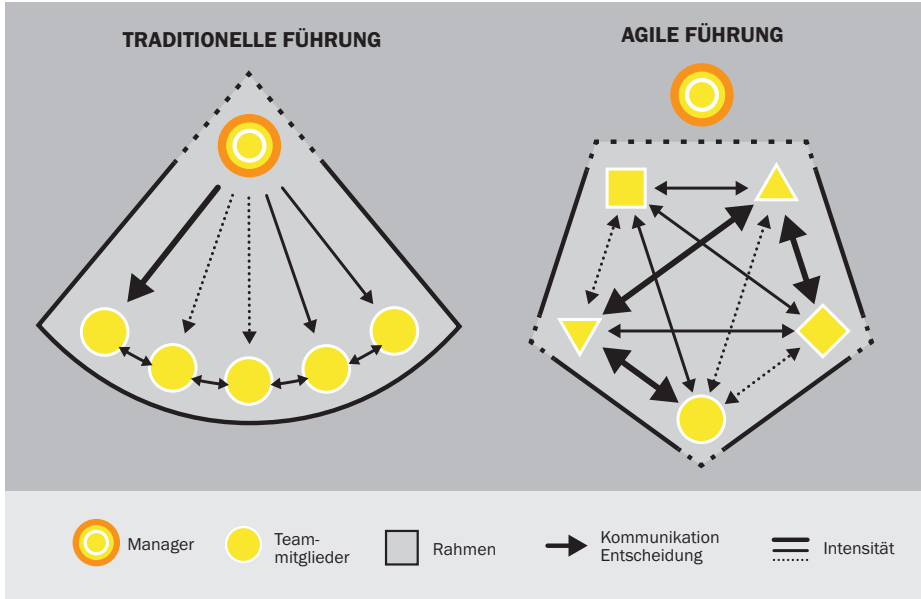 TRADITIONELLE FÜHRUNG
AGILE FÜHRUNG
Manager
Team-
mitglieder
Rahmen
Kommunikation
Entscheidung
Intensität